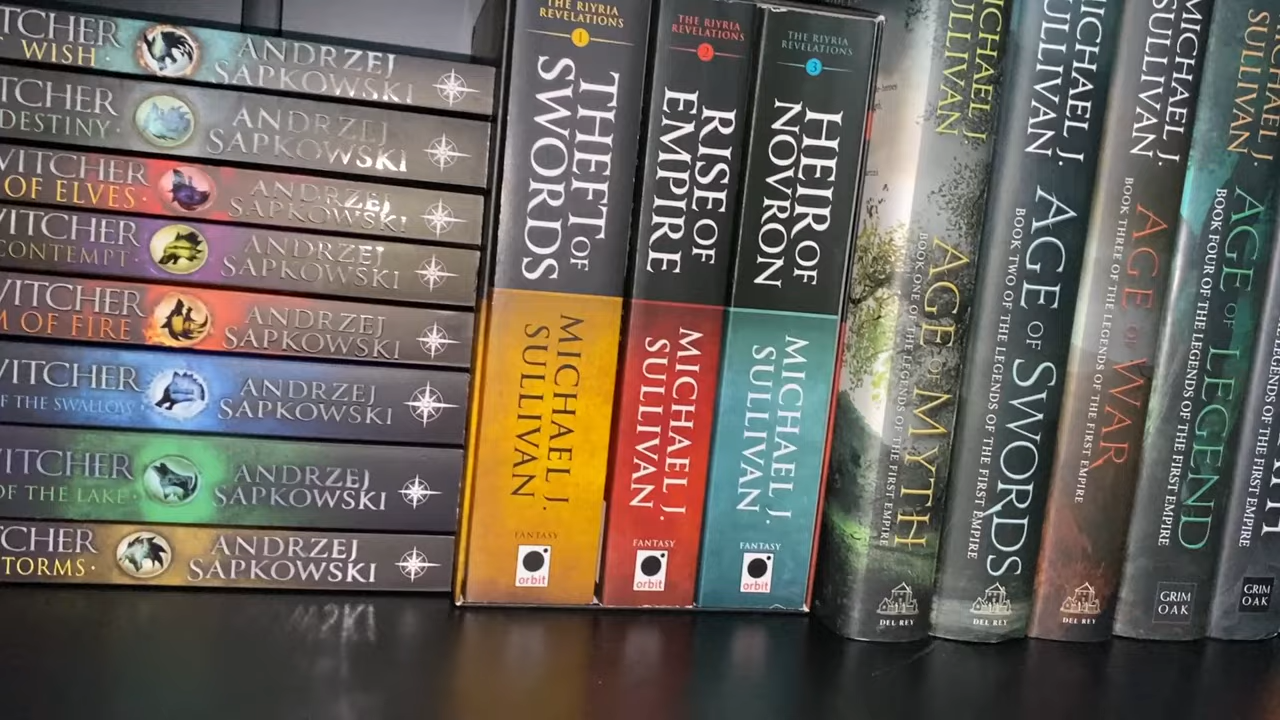 TCHER
WISH·
ANDRZEJ
SAPKOWSKI
TCHER
DESTINY·
ANDRZEJ
SAPKOWSKI
WITCHER
OF ELVES·
ANDRZEJ
SAPKOWSKI
WITCHER
CONTEMPT·
ANDRZEJ
SAPKOWSKI
VITCHER
M OF FIRE·
ANDRZEJ
SAPKOWSKI
VITCHER
OF THE SWALLOW·
ANDRZEJ
SAPKOWSKI
WITCHER
OF THE LAKE·
ANDRZEJ
SAPKOWSKI
TCHER
TORMS·
ANDRZEJ
SAPKOWSKI
THE RIYRIA
REVELATIONS
1
THEFT OF
SWORDS
MICHAEL J.
SULLIVAN
FANTASY
orbit
THE RIYRIA
REVELATIONS
2
RISE OF
EMPIRE
MICHAEL J.
SULLIVAN
FANTASY
orbit
THE RIYRIA
REVELATIONS
3
HEIR OF
NOVRON
MICHAEL J.
SULLIVAN
FANTASY
orbit
MICHAEL J.
SULLIVAN
AGE OF MYTH
BOOK ONE OF THE LEGENDS OF THE FIRST EMPIRE
DEL REY
MICHAEL J.
SULLIVAN
AGE OF SWORDS
BOOK TWO OF THE LEGENDS OF THE FIRST EMPIRE
DEL REY
MICHAEL J.
SULLIVAN
AGE OF WAR
BOOK THREE OF THE LEGENDS OF THE FIRST EMPIRE
DEL REY
CHAEL J.
SULLIVAN
AGE OF LEGEND
BOOK FOUR OF THE LEGENDS OF THE FIRST EMPIRE
GRIM
OAK
LEGENDS OF THE FIRST EMPIRE
GRIM
OAK